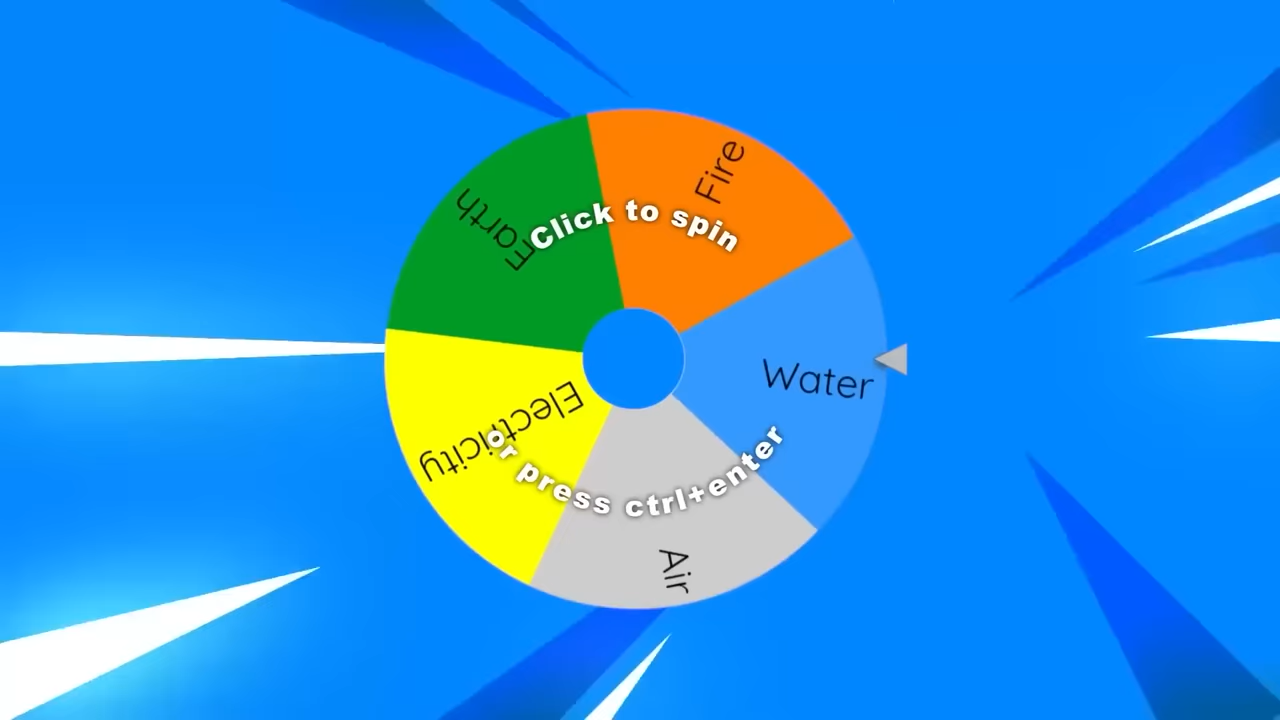 Fire
Earth
Click to spin
Water
Electricity
or press ctrl+enter
Air